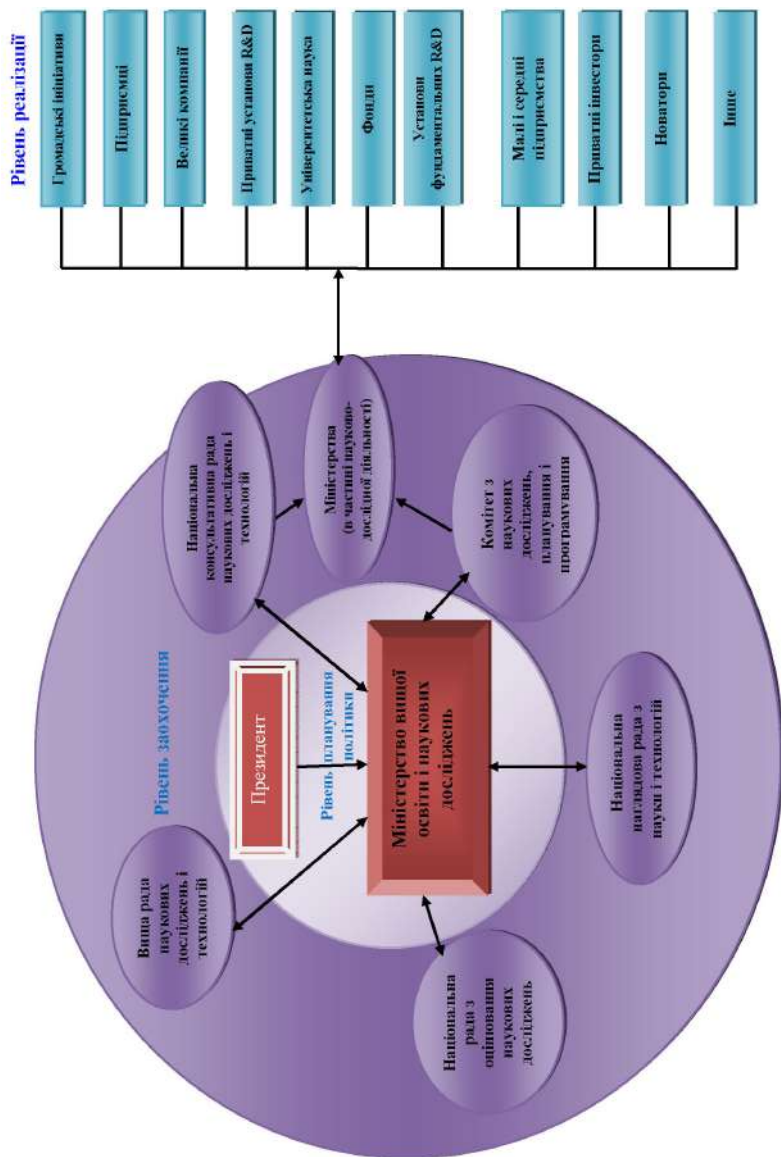 Рівень реалізації
Громадські ініціативи
Підприємці
Великі компанії
Приватні установи R&D
Університетська наука
Фонди
Установи
фундаментальних R&D
Малі і середні
підприємства
Приватні інвестори
Новатори
Інше
Рівень заохочення
Вища рада
наукових
досліджень і
технологій
Президент
Національна
консультативна рада
наукових досліджень і
технологій
Рівень планування
політики
Міністерства
(в частині науково-
дослідної діяльності)
Міністерство вищої
освіти і наукових
досліджень
Комітет з
наукових
досліджень,
планування і
програмування
Національна
рада з
оцінювання
наукових
досліджень
Національна
наглядова рада з
науки і технологій